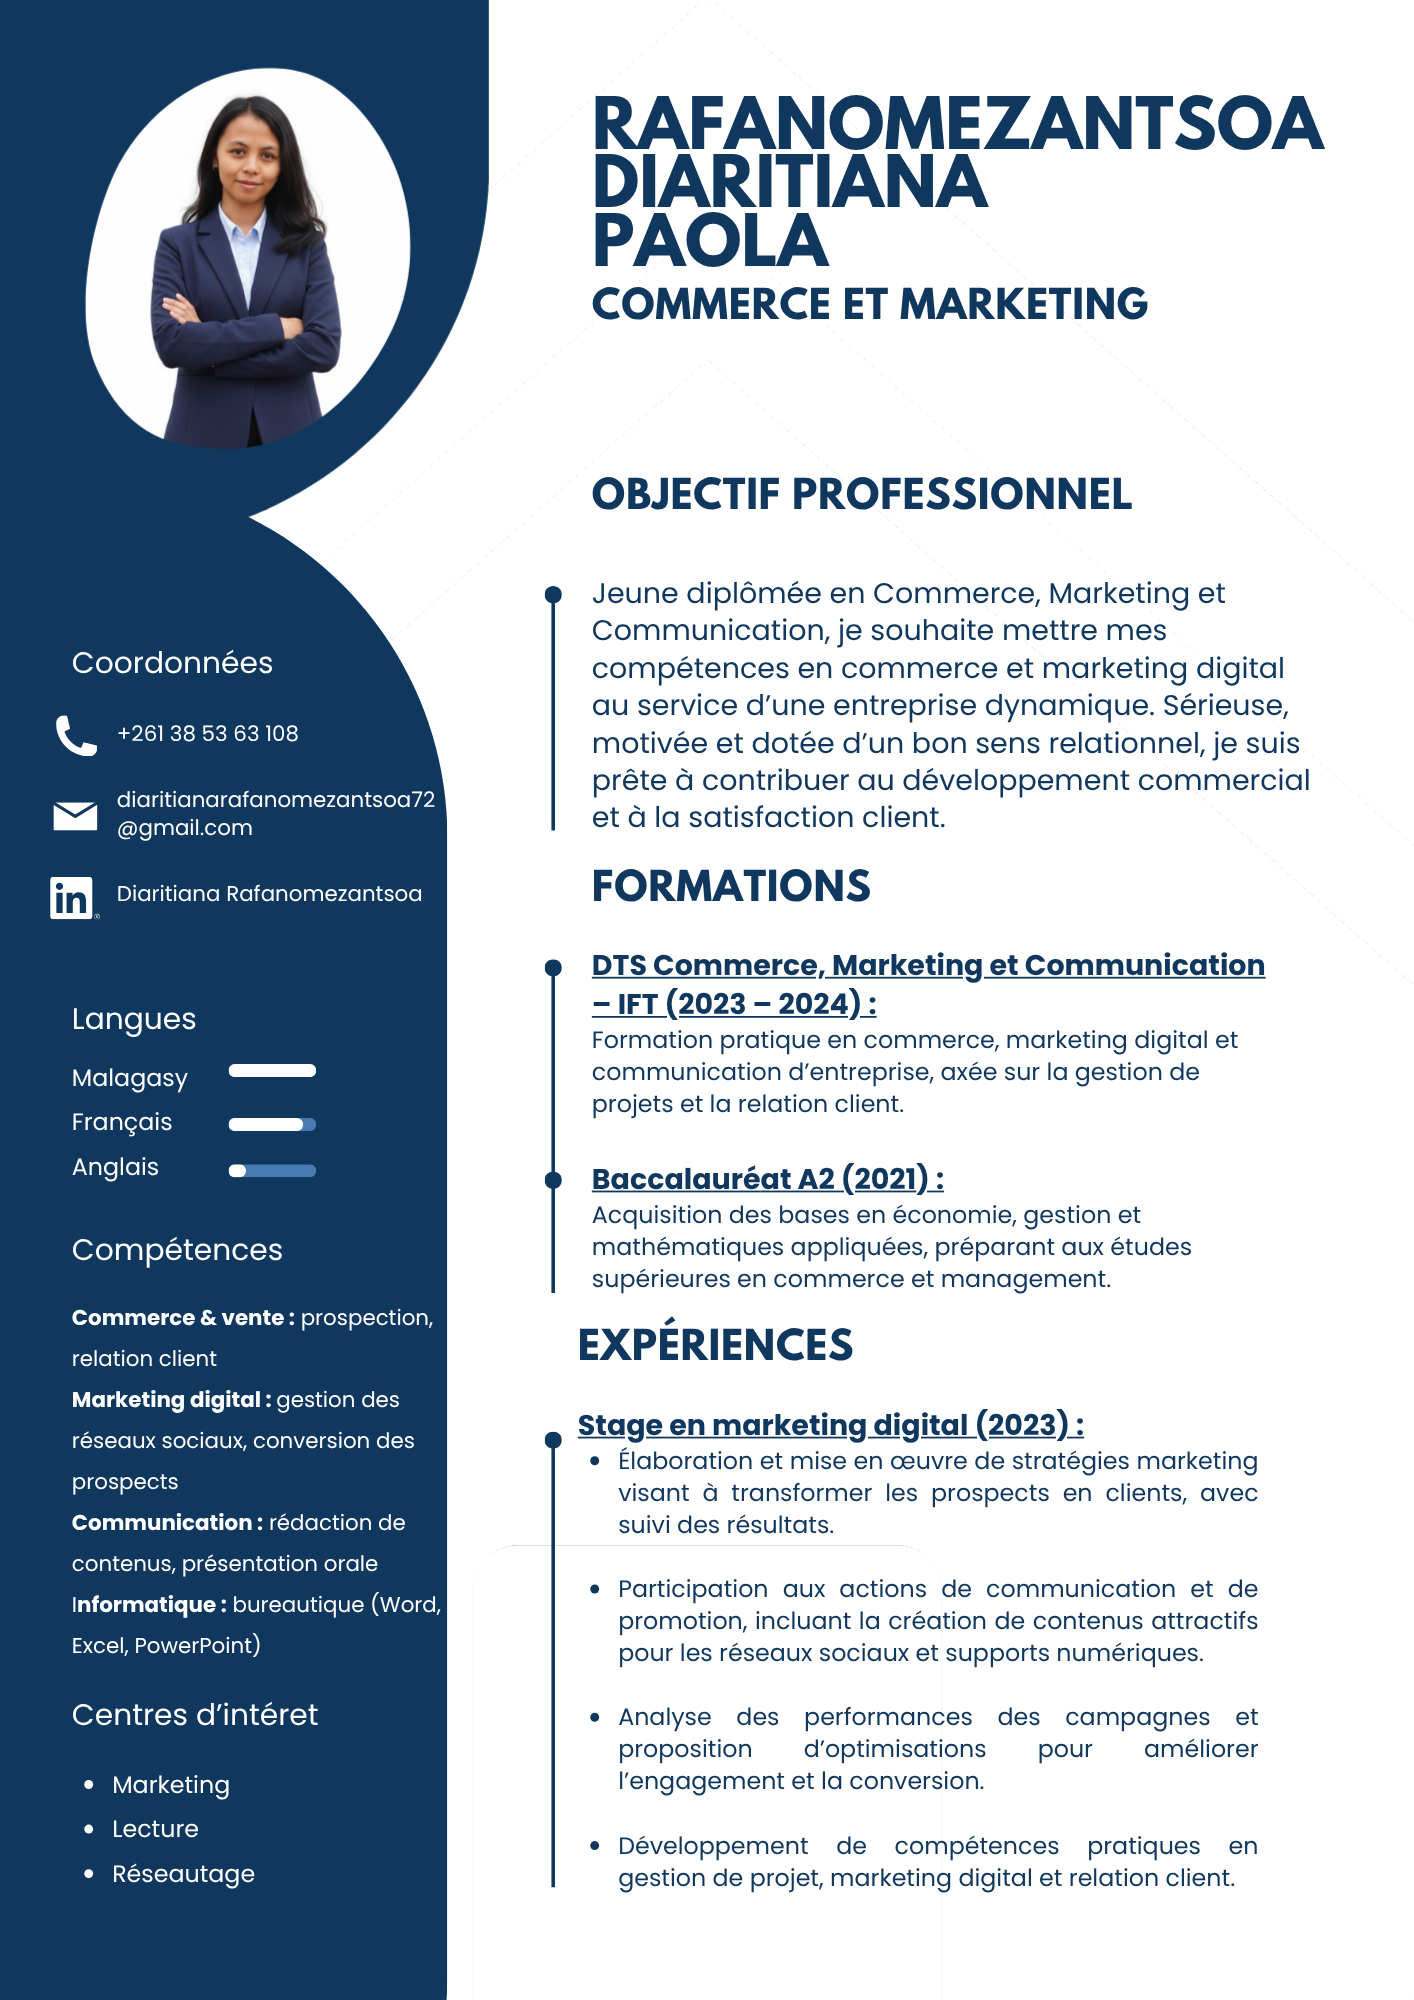 RAFANOMEZANTSOA
DIARITIANA
PAOLA
COMMERCE ET MARKETING
Coordonnées
+261 38 53 63 108
diaritianarafanomezantsoa72
@gmail.com
in
Diaritiana Rafanomezantsoa
Langues
Malagasy
Français
Anglais
Compétences
Commerce & vente : prospection,
relation client
Marketing digital : gestion des
réseaux sociaux, conversion des
prospects
Communication : rédaction de
contenus, présentation orale
Informatique : bureautique (Word,
Excel, PowerPoint)
Centres d’intéret
• Marketing
• Lecture
• Réseautage
OBJECTIF PROFESSIONNEL
Jeune diplômée en Commerce, Marketing et
Communication, je souhaite mettre mes
compétences en commerce et marketing digital
au service d’une entreprise dynamique. Sérieuse,
motivée et dotée d’un bon sens relationnel, je suis
prête à contribuer au développement commercial
et à la satisfaction client.
FORMATIONS
DTS Commerce, Marketing et Communication
– IFT (2023 – 2024) :
Formation pratique en commerce, marketing digital et
communication d’entreprise, axée sur la gestion de
projets et la relation client.
Baccalauréat A2 (2021) :
Acquisition des bases en économie, gestion et
mathématiques appliquées, préparant aux études
supérieures en commerce et management.
EXPÉRIENCES
Stage en marketing digital (2023) :
• Élaboration et mise en œuvre de stratégies marketing
visant à transformer les prospects en clients, avec
suivi des résultats.
• Participation aux actions de communication et de
promotion, incluant la création de contenus attractifs
pour les réseaux sociaux et supports numériques.
• Analyse des performances des campagnes et
proposition d’optimisations pour améliorer
l’engagement et la conversion.
• Développement de compétences pratiques en
gestion de projet, marketing digital et relation client.